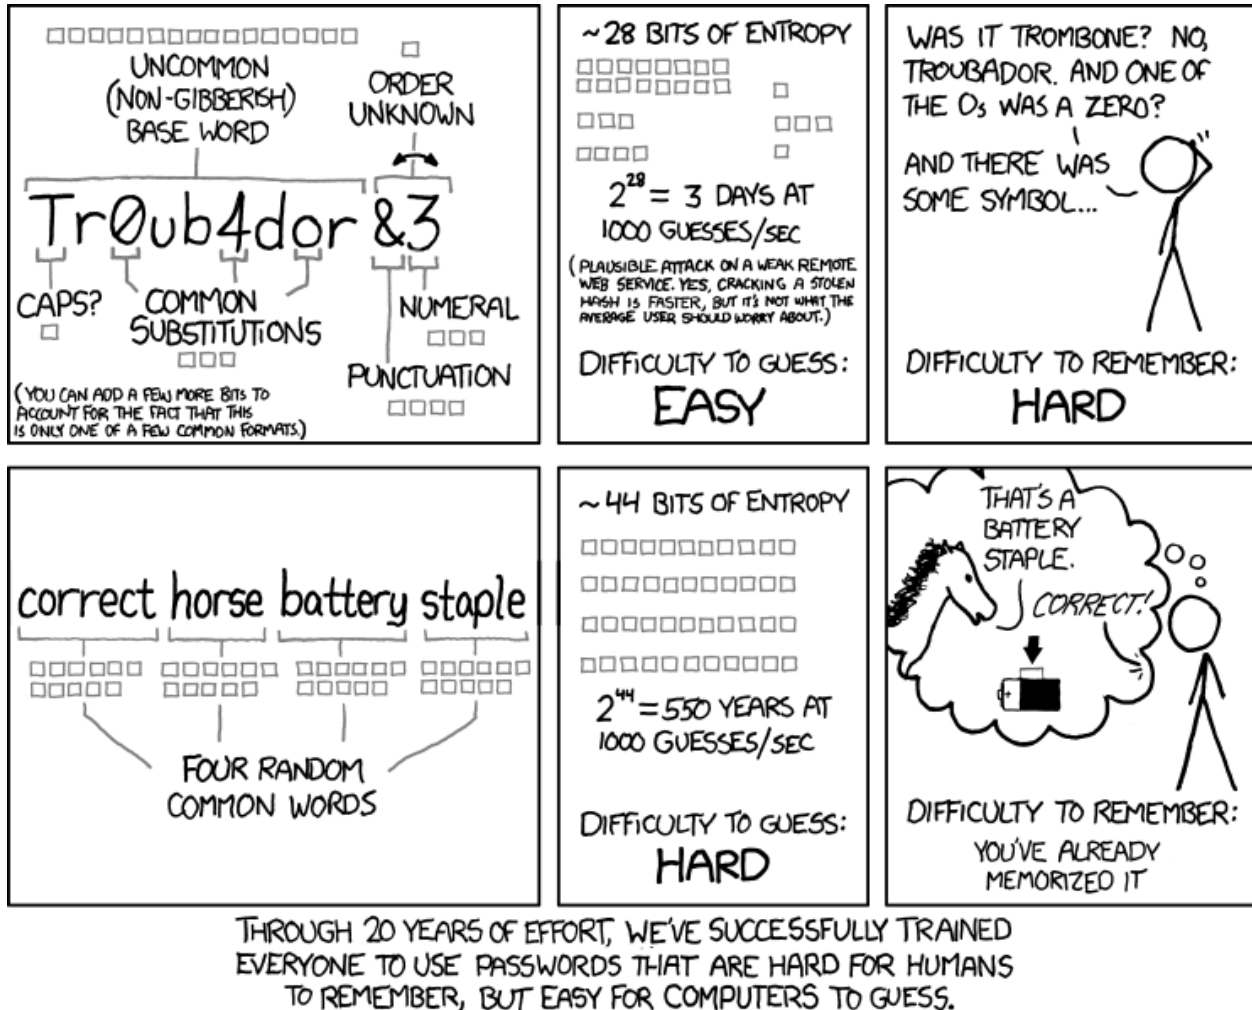 UNCOMMON
(NON-GIBBERISH)
BASE WORD
ORDER
UNKNOWN
Tr0ub4dor &3
CAPS?
COMMON
SUBSTITUTIONS
NUMERAL
PUNCTUATION
(YOU CAN ADD A FEW MORE BITS TO
ACCOUNT FOR THE FACT THAT THIS
IS ONLY ONE OF A FEW COMMON FORMATS.)
~28 BITS OF ENTROPY
2^28 = 3 DAYS AT
1000 GUESSES/SEC
(PLAUSIBLE ATTACK ON A WEAK REMOTE
WEB SERVICE. YES, CRACKING A STOLEN
HASH IS FASTER, BUT IT'S NOT WHAT THE
AVERAGE USER SHOULD WORRY ABOUT.)
DIFFICULTY TO GUESS:
EASY
WAS IT TROMBONE? NO,
TROUBADOR. AND ONE OF
THE Os WAS A ZERO?
AND THERE WAS
SOME SYMBOL...
DIFFICULTY TO REMEMBER:
HARD
correct horse battery staple
FOUR RANDOM
COMMON WORDS
~44 BITS OF ENTROPY
2^44 = 550 YEARS AT
1000 GUESSES/SEC
DIFFICULTY TO GUESS:
HARD
THAT'S A
BATTERY
STAPLE.
CORRECT!
DIFFICULTY TO REMEMBER:
YOU'VE ALREADY
MEMORIZED IT
THROUGH 20 YEARS OF EFFORT, WE'VE SUCCESSFULLY TRAINED
EVERYONE TO USE PASSWORDS THAT ARE HARD FOR HUMANS
TO REMEMBER, BUT EASY FOR COMPUTERS TO GUESS.